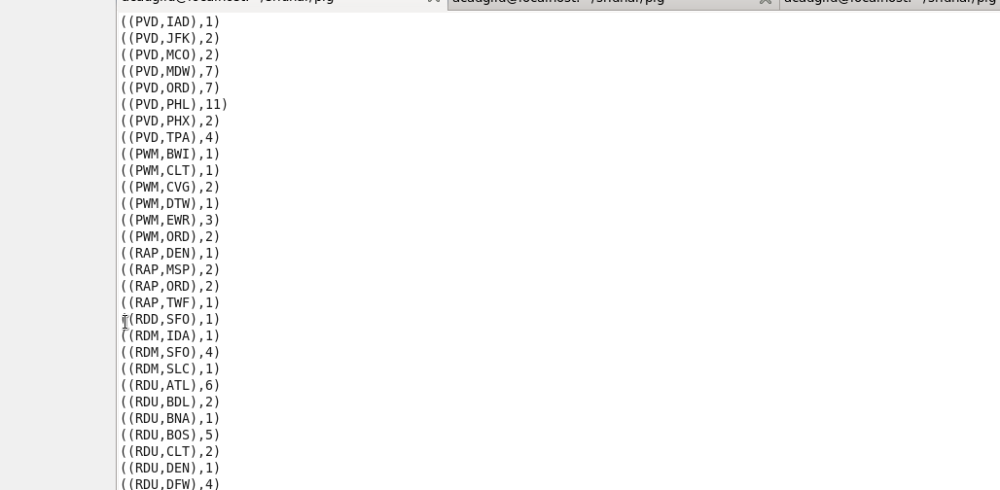 ((PVD,IAD),1)
((PVD,JFK),2)
((PVD,MCO),2)
((PVD,MDW),7)
((PVD,ORD),7)
((PVD,PHL),11)
((PVD,PHX),2)
((PVD,TPA),4)
((PWM,BWI),1)
((PWM,CLT),1)
((PWM,CVG),2)
((PWM,DTW),1)
((PWM,EWR),3)
((PWM,ORD),2)
((RAP,DEN),1)
((RAP,MSP),2)
((RAP,ORD),2)
((RAP,TWF),1)
((RDD,SFO),1)
((RDM,IDA),1)
((RDM,SFO),4)
((RDM,SLC),1)
((RDU,ATL),6)
((RDU,BDL),2)
((RDU,BNA),1)
((RDU,BOS),5)
((RDU,CLT),2)
((RDU,DEN),1)
((RDU,DFW),4)